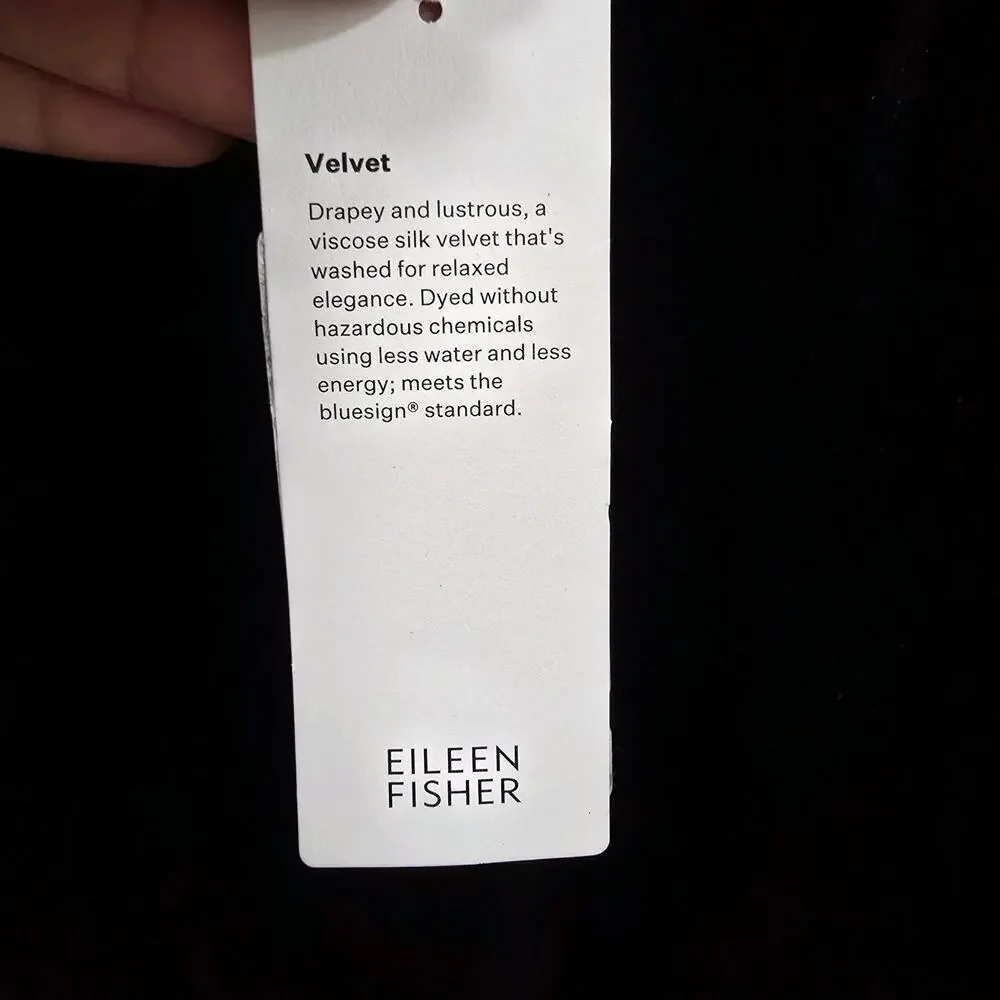 Velvet
Drapey and lustrous, a
viscose silk velvet that's
washed for relaxed
elegance. Dyed without
hazardous chemicals
using less water and less
energy; meets the
bluesign® standard.
EILEEN
FISHER